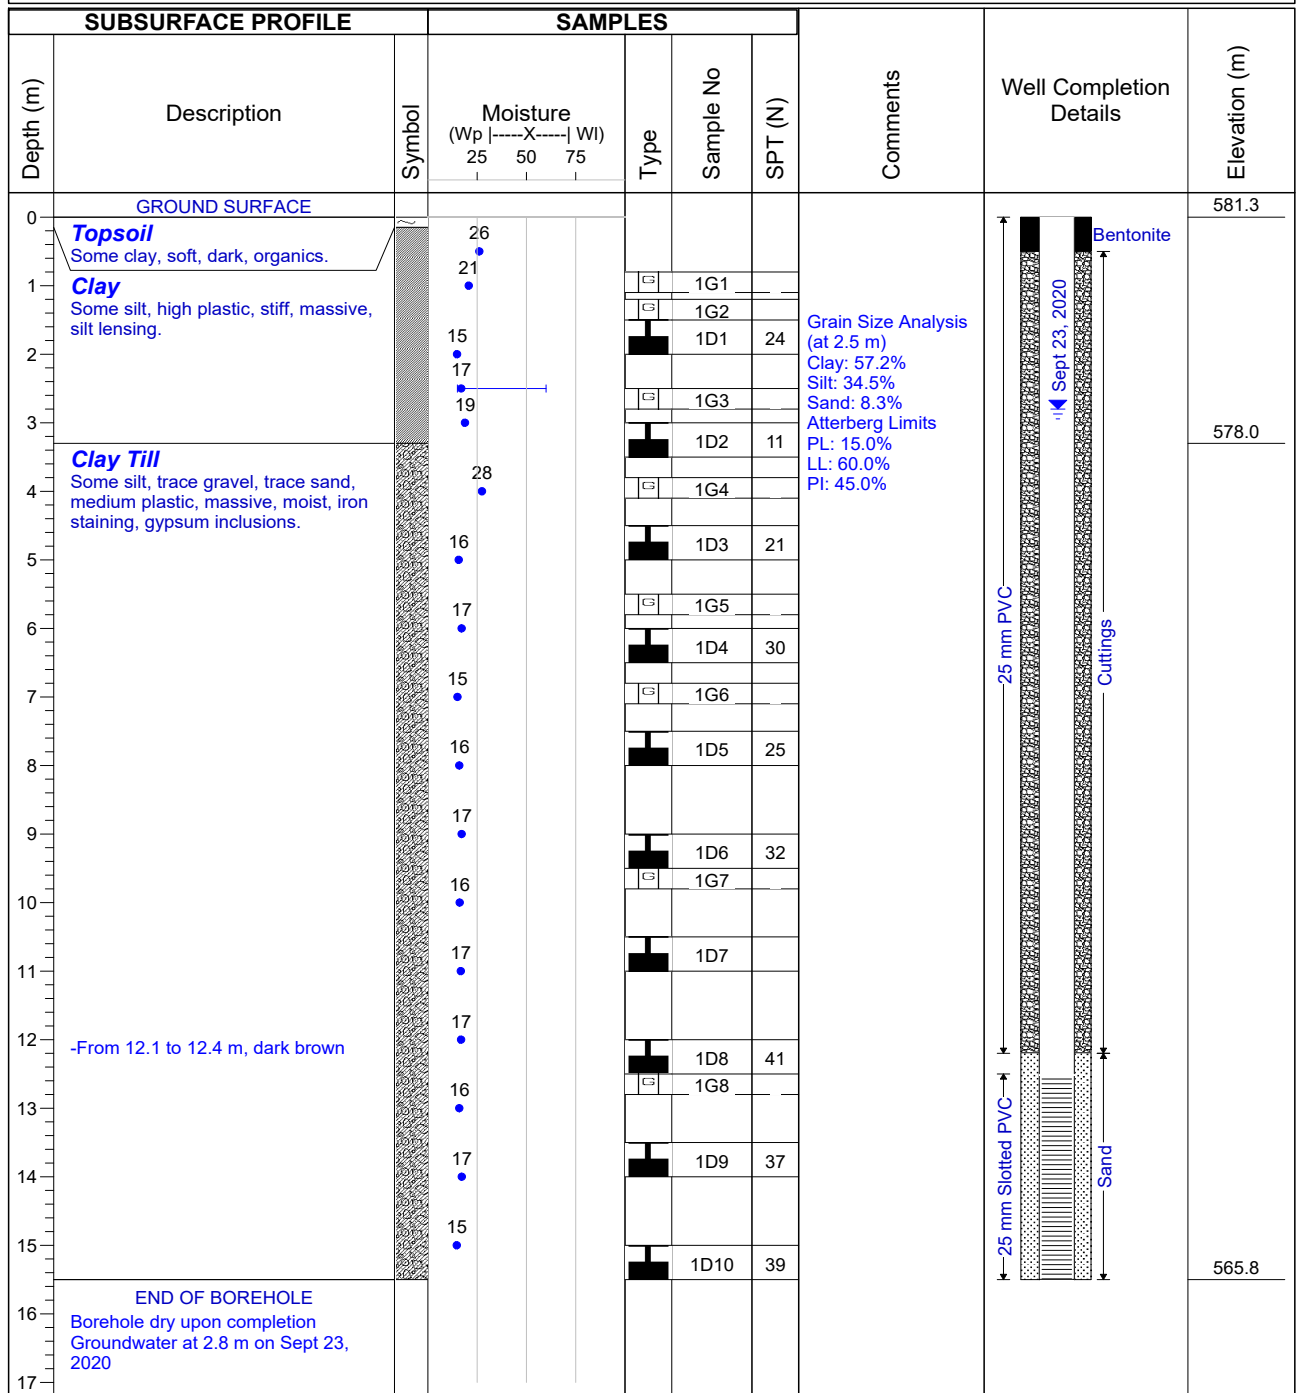 SUBSURFACE PROFILE
SAMPLES
Depth (m)
Description
Symbol
Moisture
(Wp |-----X-----| Wl)
25 50 75
Type
Sample No
SPT (N)
Comments
Well Completion
Details
Elevation (m)
GROUND SURFACE
581.3
0
Topsoil
Some clay, soft, dark, organics.
26
Bentonite
21
1
Clay
Some silt, high plastic, stiff, massive,
silt lensing.
G 1G1
G 1G2
15
1D1 24
2
17
G 1G3
19
3
1D2 11
Grain Size Analysis
(at 2.5 m)
Clay: 57.2%
Silt: 34.5%
Sand: 8.3%
Atterberg Limits
PL: 15.0%
LL: 60.0%
PI: 45.0%
Sept 23, 2020
578.0
Clay Till
Some silt, trace gravel, trace sand,
medium plastic, massive, moist, iron
staining, gypsum inclusions.
28
4
G 1G4
16
1D3 21
5
G 1G5
17
6
1D4 30
25 mm PVC
Cuttings
15
G 1G6
7
16
1D5 25
8
17
9
1D6 32
G 1G7
16
10
17
1D7
11
17
12
-From 12.1 to 12.4 m, dark brown
1D8 41
G 1G8
16
13
17
1D9 37
14
25 mm Slotted PVC
Sand
15
15
1D10 39
565.8
END OF BOREHOLE
16
Borehole dry upon completion
Groundwater at 2.8 m on Sept 23,
2020
17